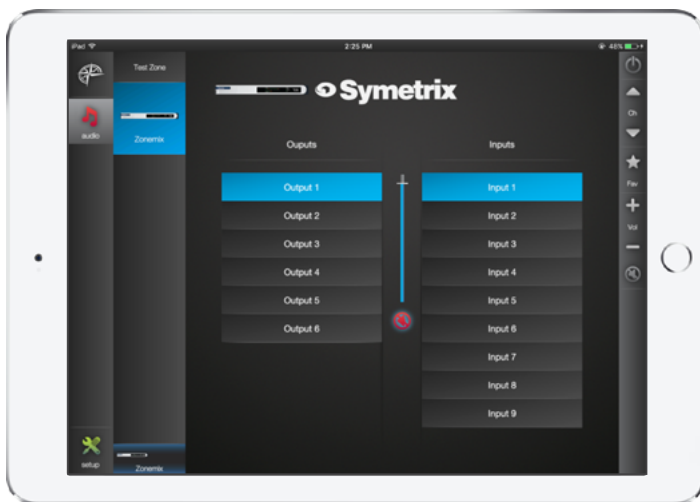 iPad
2:25 PM
48%
Test Zone
audio
Zonemix
Symetrix
Ouputs
Inputs
Output 1
Output 2
Output 3
Output 4
Output 5
Output 6
Input 1
Input 2
Input 3
Input 4
Input 5
Input 6
Input 7
Input 8
Input 9
Ch
Fav
Vol
setup
Zonemix